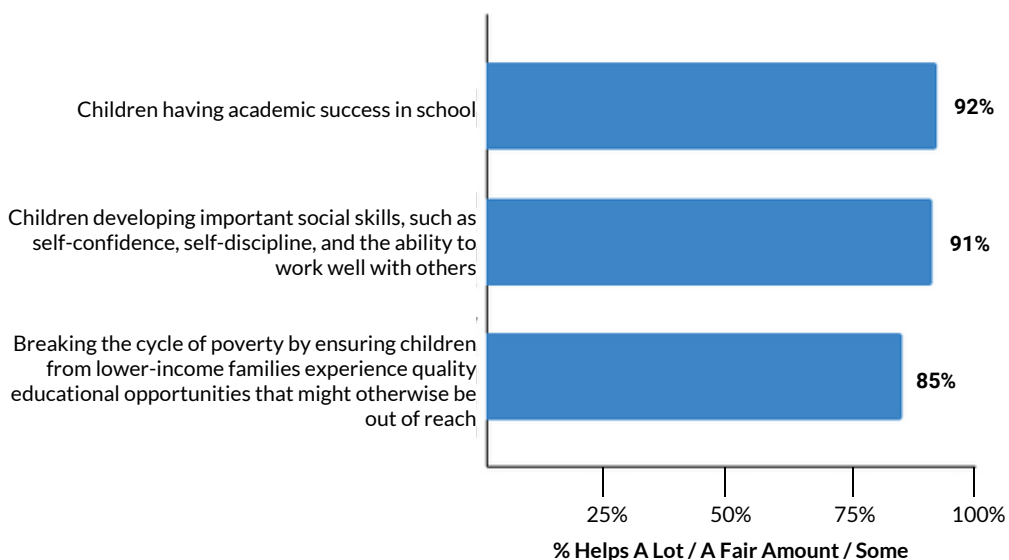 Children having academic success in school
92%
Children developing important social skills, such as
self-confidence, self-discipline, and the ability to
work well with others
91%
Breaking the cycle of poverty by ensuring children
from lower-income families experience quality
educational opportunities that might otherwise be
out of reach
85%
25% 50% 75% 100%
% Helps A Lot / A Fair Amount / Some